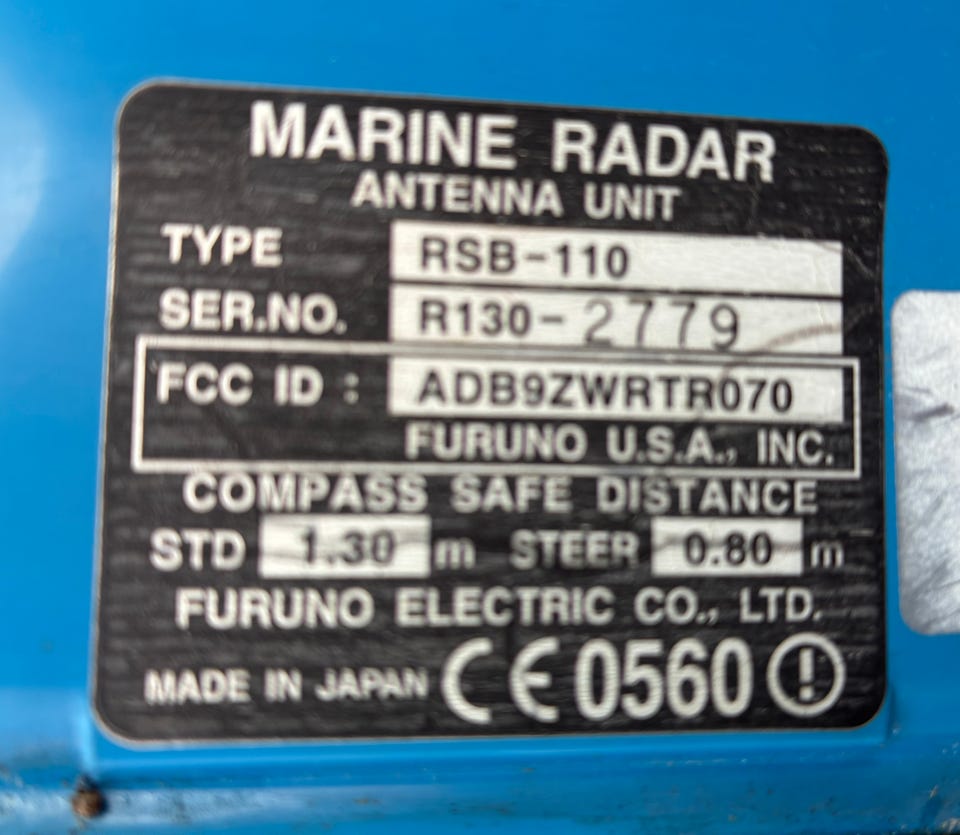 MARINE RADAR
ANTENNA UNIT
TYPE RSB-110
SER.NO. R130-2779
FCC ID : ADB9ZWRTR070
FURUNO U.S.A., INC.
COMPASS SAFE DISTANCE
STD 1.30 m STEER 0.80 m
FURUNO ELECTRIC CO., LTD.
MADE IN JAPAN CE 0560